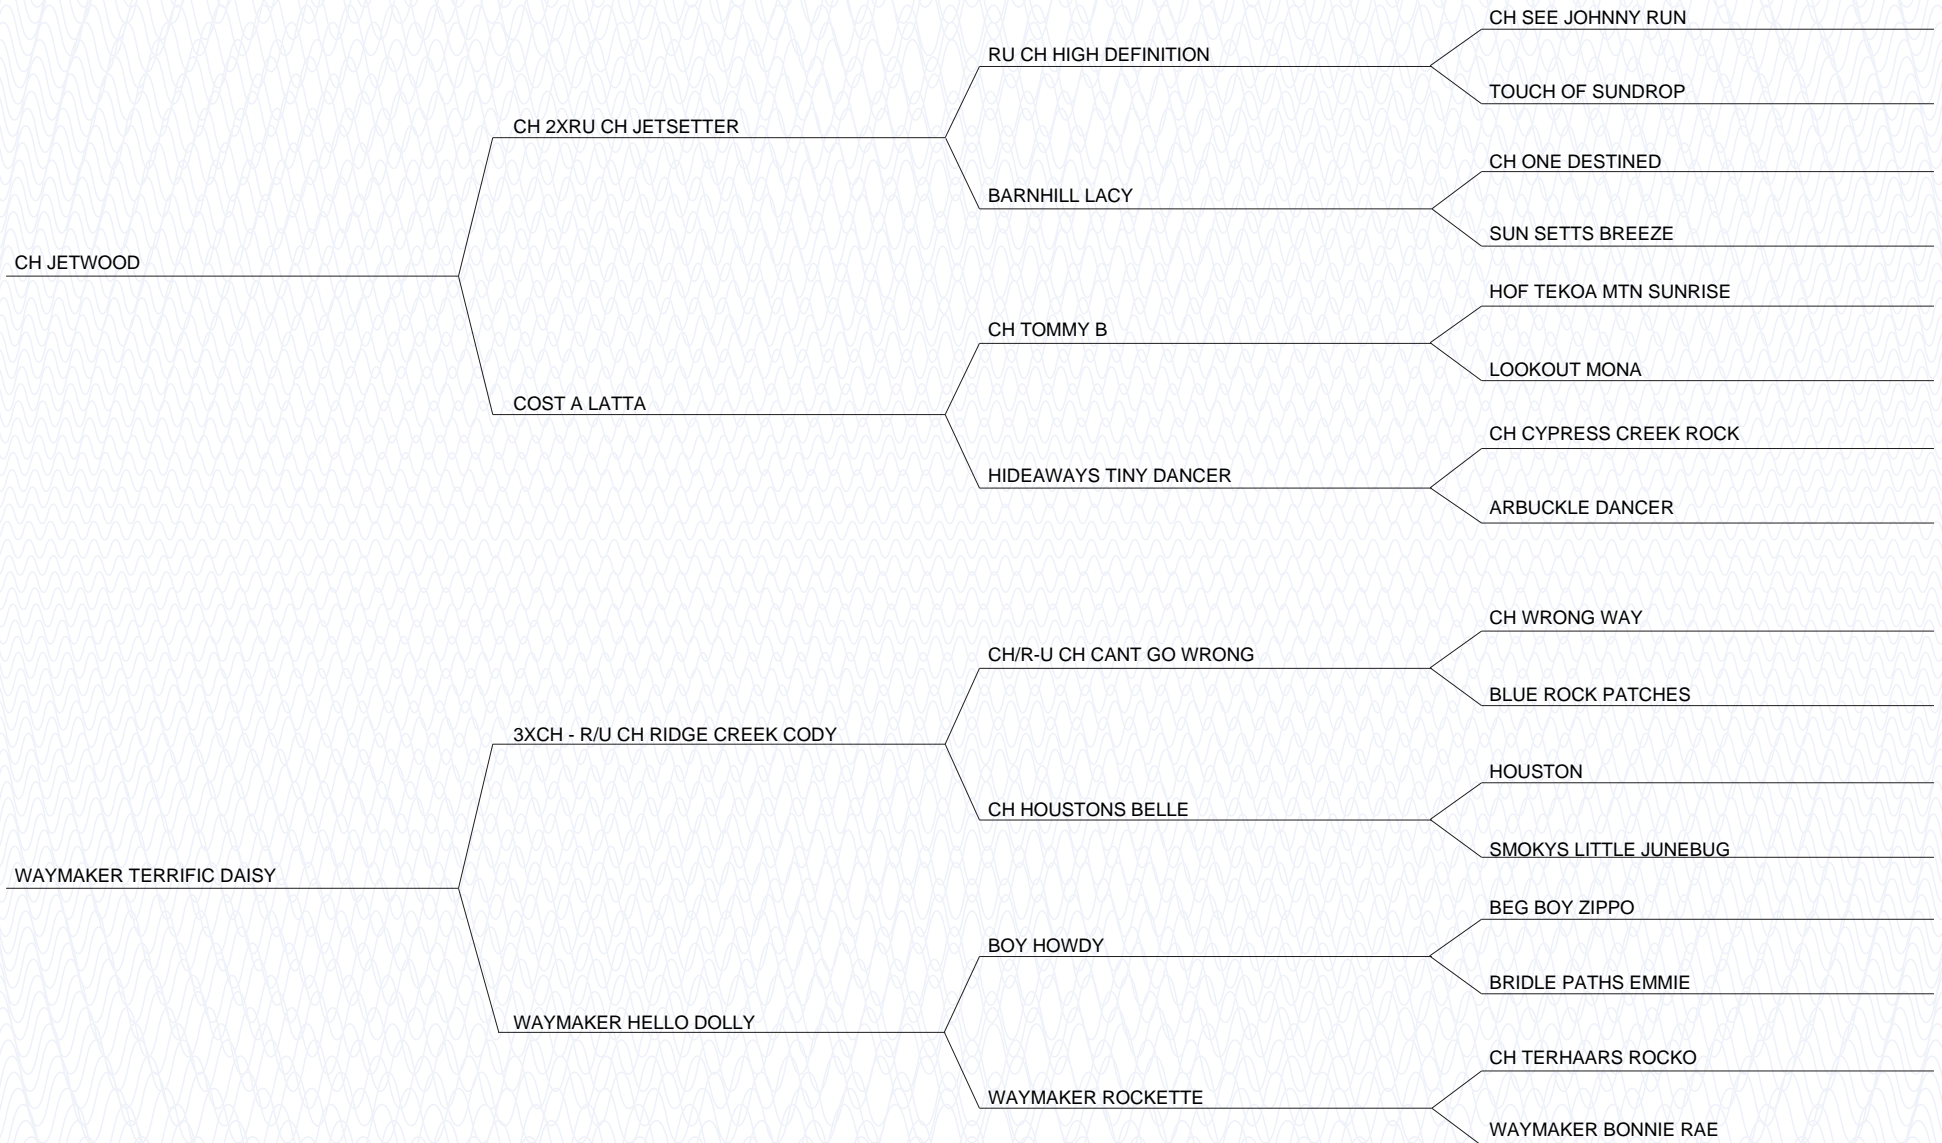 CH SEE JOHNNY RUN
RU CH HIGH DEFINITION
TOUCH OF SUNDROP
CH 2XRU CH JETSETTER
CH ONE DESTINED
BARNHILL LACY
SUN SETTS BREEZE
CH JETWOOD
HOF TEKOA MTN SUNRISE
CH TOMMY B
LOOKOUT MONA
COST A LATTA
CH CYPRESS CREEK ROCK
HIDEAWAYS TINY DANCER
ARBUCKLE DANCER
CH WRONG WAY
CH/R-U CH CANT GO WRONG
BLUE ROCK PATCHES
3XCH - R/U CH RIDGE CREEK CODY
HOUSTON
CH HOUSTONS BELLE
SMOKYS LITTLE JUNEBUG
WAYMAKER TERRIFIC DAISY
BEG BOY ZIPPO
BOY HOWDY
BRIDLE PATHS EMMIE
WAYMAKER HELLO DOLLY
CH TERHAARS ROCKO
WAYMAKER ROCKETTE
WAYMAKER BONNIE RAE